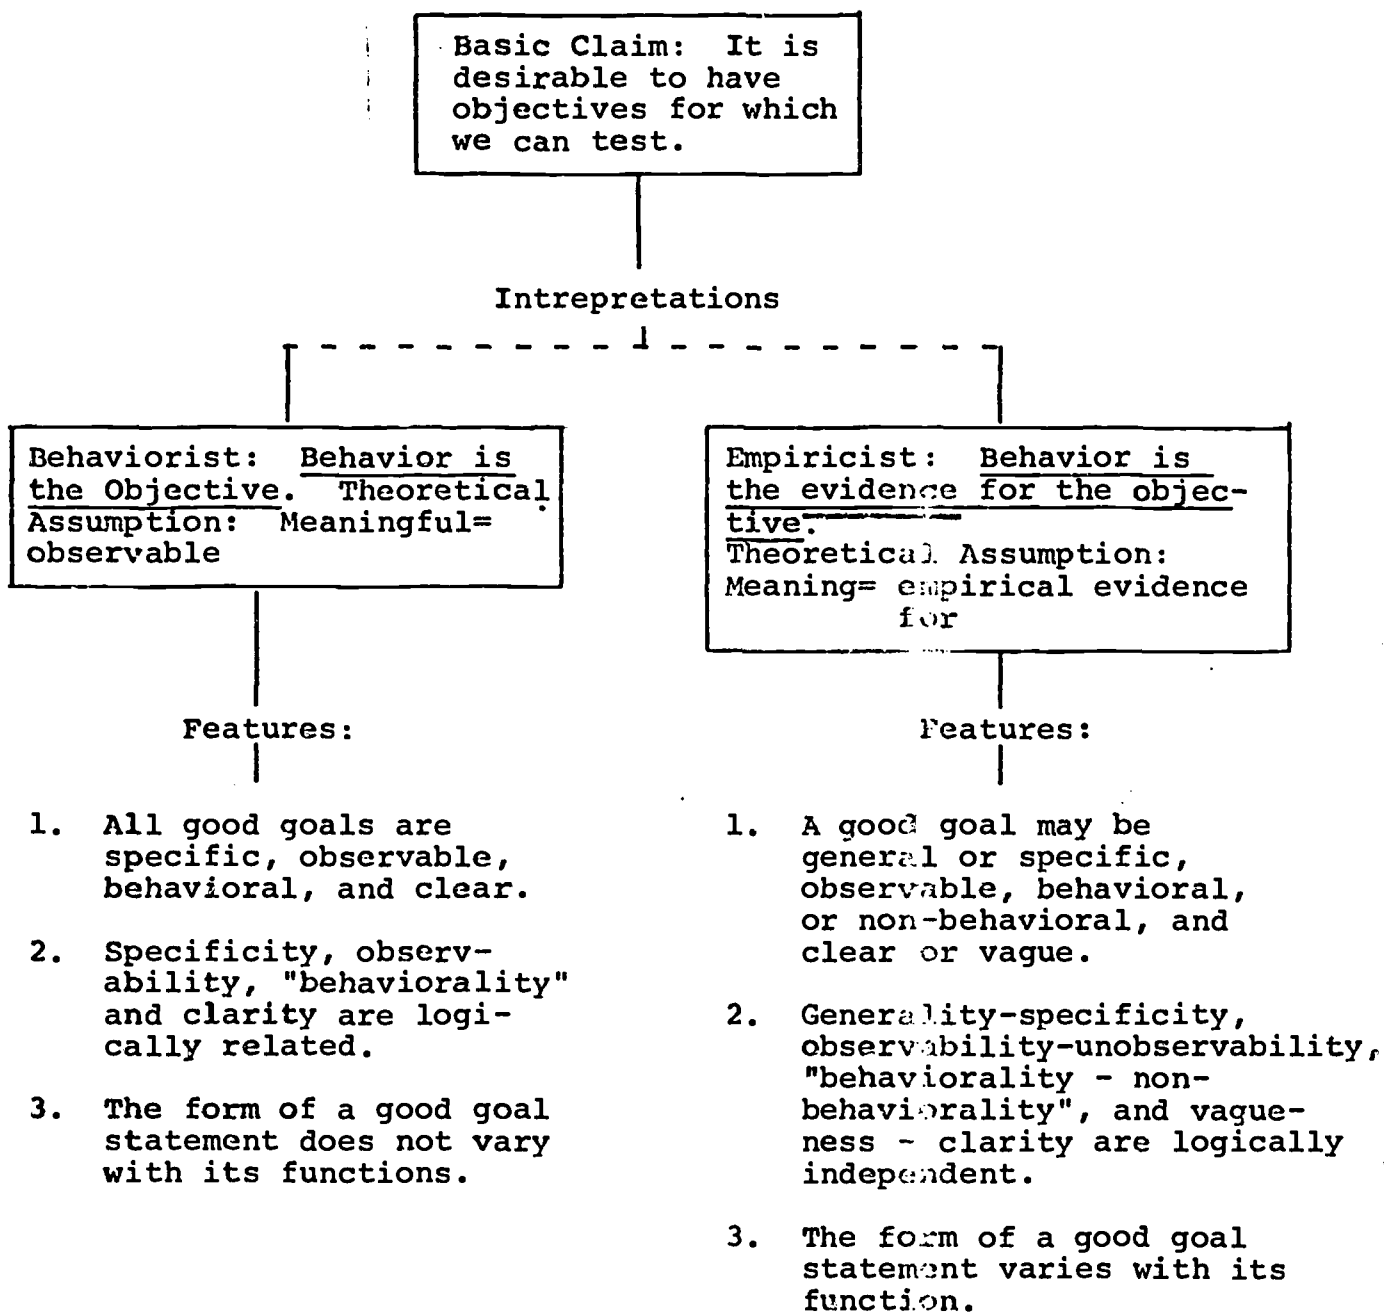 Basic Claim: It is
desirable to have
objectives for which
we can test.
Intrepretations
Behaviorist: Behavior is
the Objective. Theoretical
Assumption: Meaningful=
observable
Empiricist: Behavior is
the evidence for the objec-
tive.
Theoretical Assumption:
Meaning= empirical evidence
for
Features:
1. All good goals are
specific, observable,
behavioral, and clear.
2. Specificity, observ-
ability, "behaviorality"
and clarity are logi-
cally related.
3. The form of a good goal
statement does not vary
with its functions.
Features:
1. A good goal may be
general or specific,
observable, behavioral,
or non-behavioral, and
clear or vague.
2. Generality-specificity,
observability-unobservability,
"behaviorality - non-
behaviorality", and vague-
ness - clarity are logically
independent.
3. The form of a good goal
statement varies with its
function.